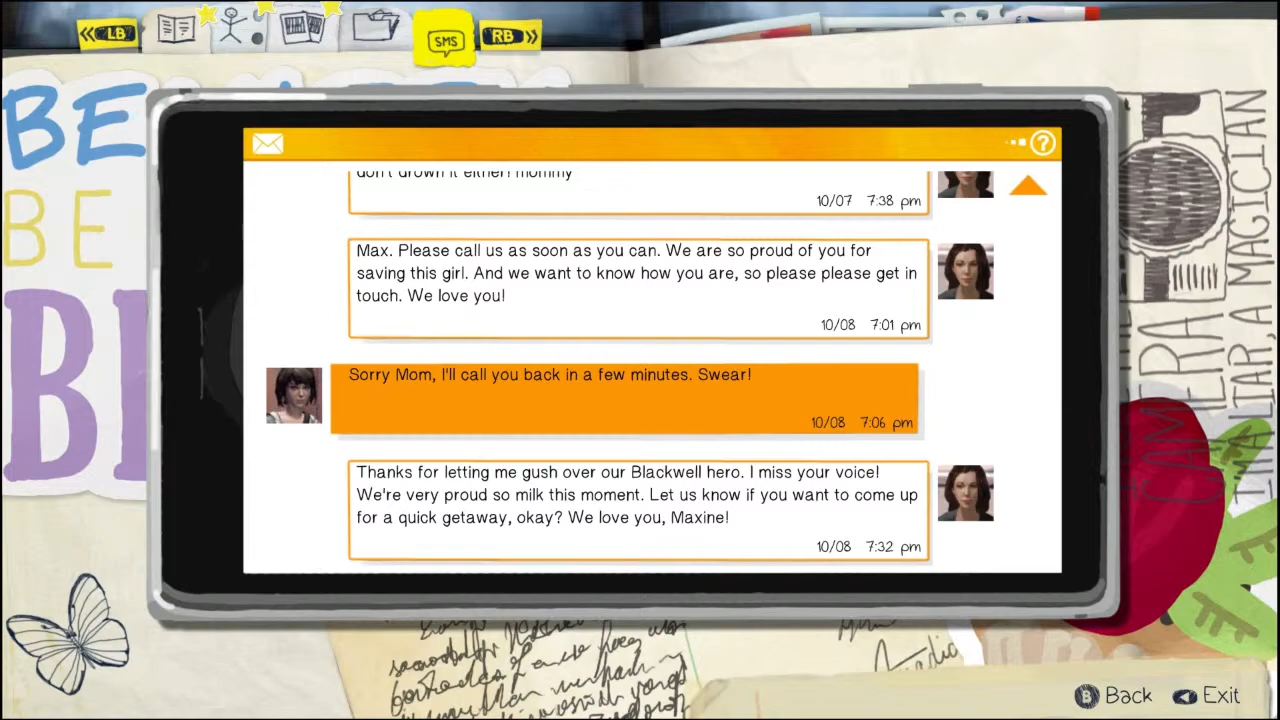 LB
SMS
RB
BE
BE
don't drown it either! mommy
10/07 7:38 pm
Max. Please call us as soon as you can. We are so proud of you for
saving this girl. And we want to know how you are, so please please get in
touch. We love you!
10/08 7:01 pm
Sorry Mom, I'll call you back in a few minutes. Swear!
10/08 7:06 pm
Thanks for letting me gush over our Blackwell hero. I miss your voice!
We're very proud so milk this moment. Let us know if you want to come up
for a quick getaway, okay? We love you, Maxine!
10/08 7:32 pm
CAMERA
LIAR, A MAGICIAN
B Back Exit